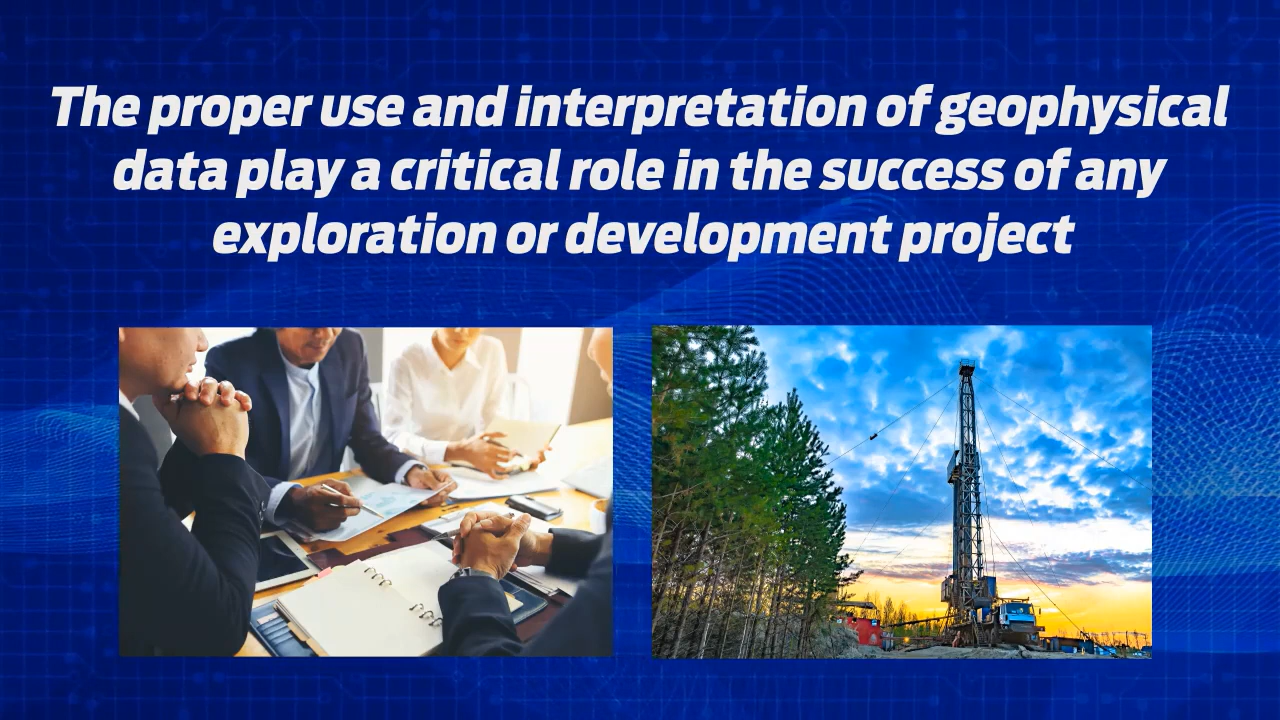 The proper use and interpretation of geophysical
data play a critical role in the success of any
exploration or development project